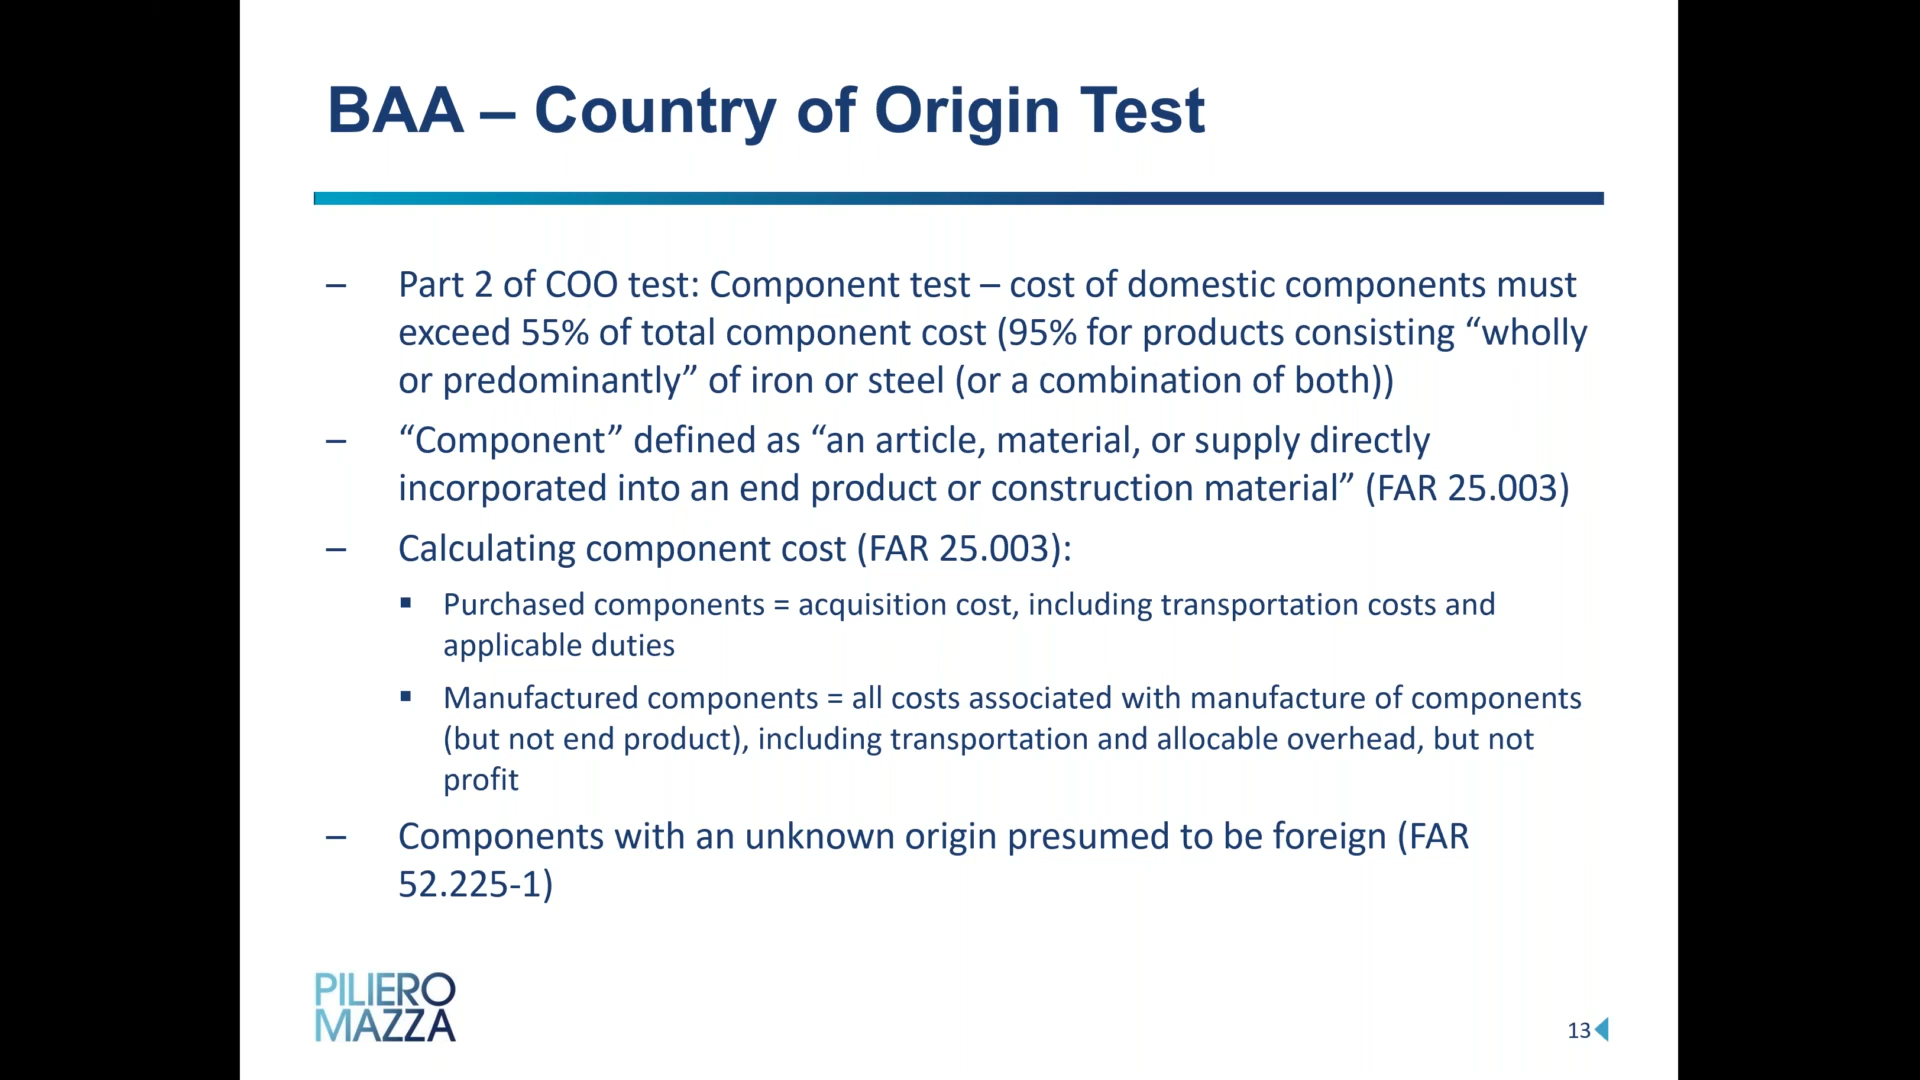 BAA – Country of Origin Test
– Part 2 of COO test: Component test – cost of domestic components must
exceed 55% of total component cost (95% for products consisting “wholly
or predominantly” of iron or steel (or a combination of both))
– “Component” defined as “an article, material, or supply directly
incorporated into an end product or construction material” (FAR 25.003)
– Calculating component cost (FAR 25.003):
▪ Purchased components = acquisition cost, including transportation costs and
applicable duties
▪ Manufactured components = all costs associated with manufacture of components
(but not end product), including transportation and allocable overhead, but not
profit
– Components with an unknown origin presumed to be foreign (FAR
52.225-1)
PILIERO
MAZZA
13